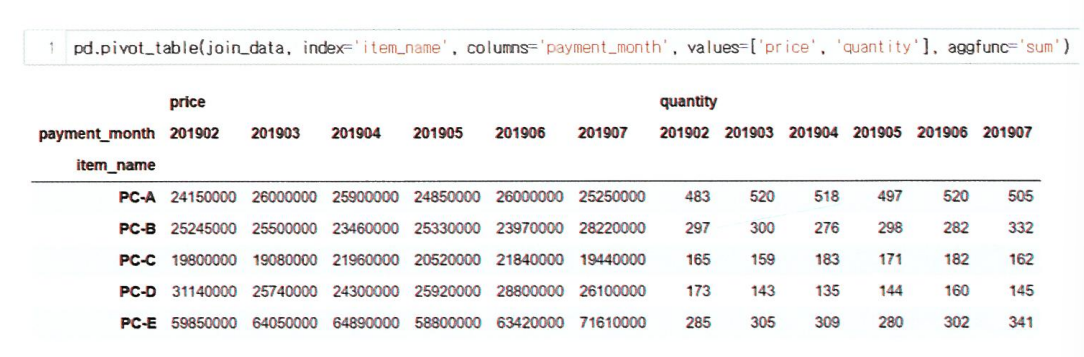 1 pd.pivot_table(join_data, index='item_name', columns='payment_month', values=['price', 'quantity'], aggfunc='sum')
price quantity
payment_month 201902 201903 201904 201905 201906 201907 201902 201903 201904 201905 201906 201907
item_name
PC-A 24150000 26000000 25900000 24850000 26000000 25250000 483 520 518 497 520 505
PC-B 25245000 25500000 23460000 25330000 23970000 28220000 297 300 276 298 282 332
PC-C 19800000 19080000 21960000 20520000 21840000 19440000 165 159 183 171 182 162
PC-D 31140000 25740000 24300000 25920000 28800000 26100000 173 143 135 144 160 145
PC-E 59850000 64050000 64890000 58800000 63420000 71610000 285 305 309 280 302 341